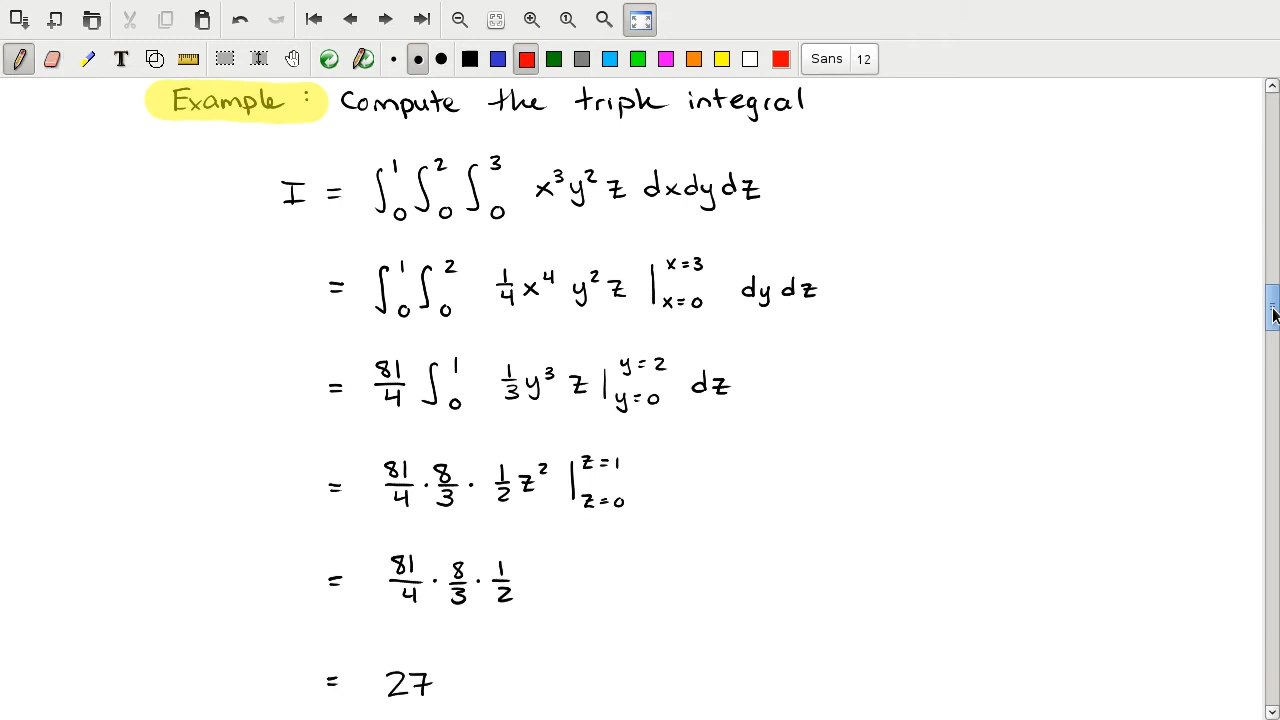 Sans 12
Example : Compute the triple integral
I = ∫₀¹ ∫₀² ∫₀³ x³y² z dxdydz
= ∫₀¹ ∫₀² 1/4 x⁴ y² z |_{x=0}^{x=3} dy dz
= 81/4 ∫₀¹ 1/3 y³ z |_{y=0}^{y=2} dz
= 81/4 · 8/3 · 1/2 z² |_{z=0}^{z=1}
= 81/4 · 8/3 · 1/2
= 27